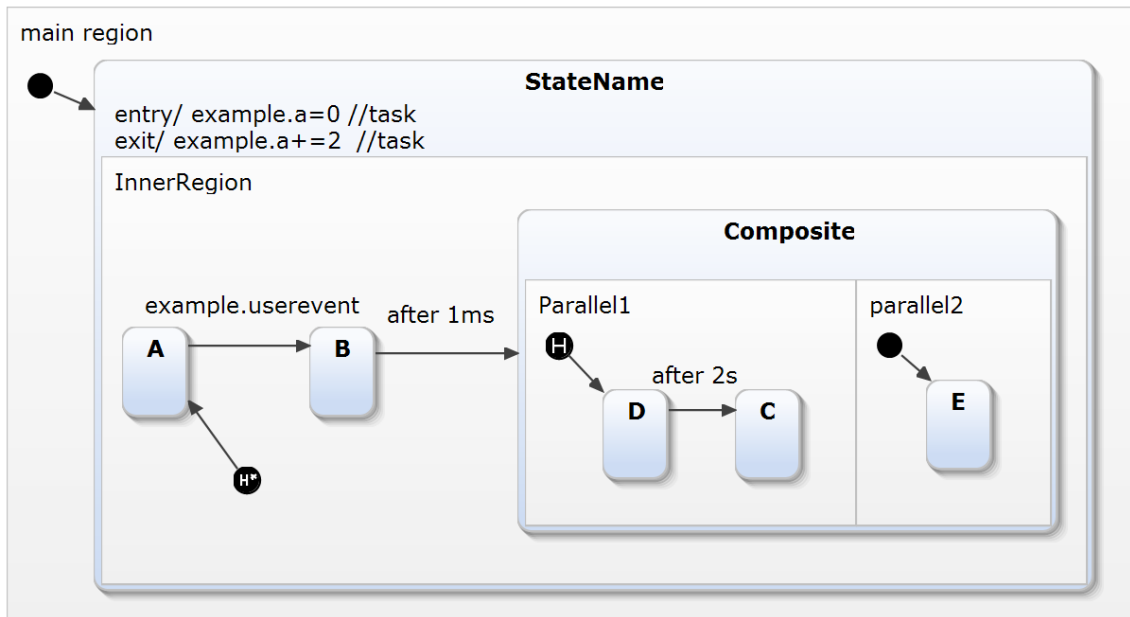 main region
StateName
entry/ example.a=0 //task
exit/ example.a+=2 //task
InnerRegion
Composite
example.userevent
after 1ms
Parallel1
parallel2
A
B
H
after 2s
D
C
E
H*